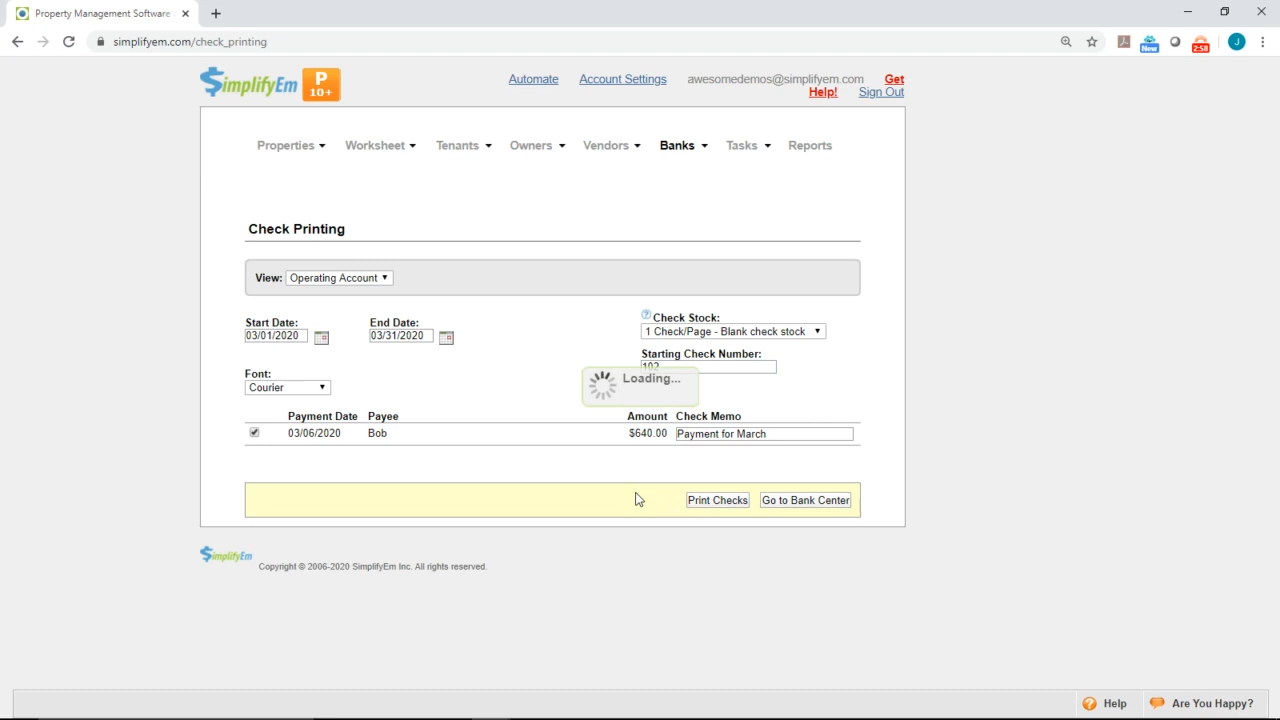 Property Management Software
simplifyem.com/check_printing
New
2:58
J
SimplifyEm
P
10+
Automate Account Settings awesomedemos@simplifyem.com Get
Help! Sign Out
Properties Worksheet Tenants Owners Vendors Banks Tasks Reports
Check Printing
View: Operating Account
Start Date: End Date:
03/01/2020 03/31/2020
Check Stock:
1 Check/Page - Blank check stock
Starting Check Number:
102
Font:
Courier
Loading...
Payment Date Payee Amount Check Memo
03/06/2020 Bob $640.00 Payment for March
Print Checks Go to Bank Center
SimplifyEm
Copyright © 2006-2020 SimplifyEm Inc. All rights reserved.
Help Are You Happy?